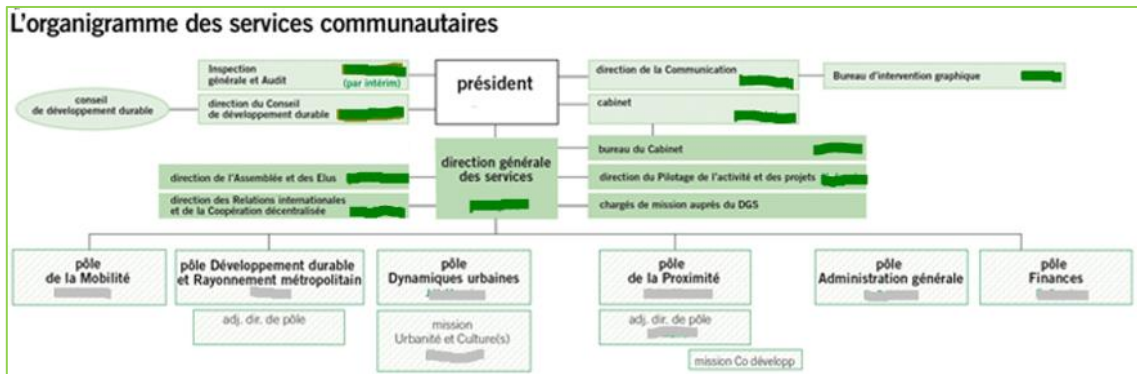 L'organigramme des services communautaires
Inspection
générale et Audit
(par intérim)
président
direction de la Communication
Bureau d'intervention graphique
conseil
de développement durable
direction du Conseil
de développement durable
cabinet
direction générale
des services
bureau du Cabinet
direction de l'Assemblée et des Elus
direction du Pilotage de l'activité et des projets
direction des Relations internationales
et de la Coopération décentralisée
chargés de mission auprès du DGS
pôle
de la Mobilité
pôle Développement durable
et Rayonnement métropolitain
pôle
Dynamiques urbaines
pôle
de la Proximité
pôle
Administration générale
pôle
Finances
adj. dir. de pôle
mission
Urbanité et Culture(s)
adj. dir. de pôle
mission Co développ